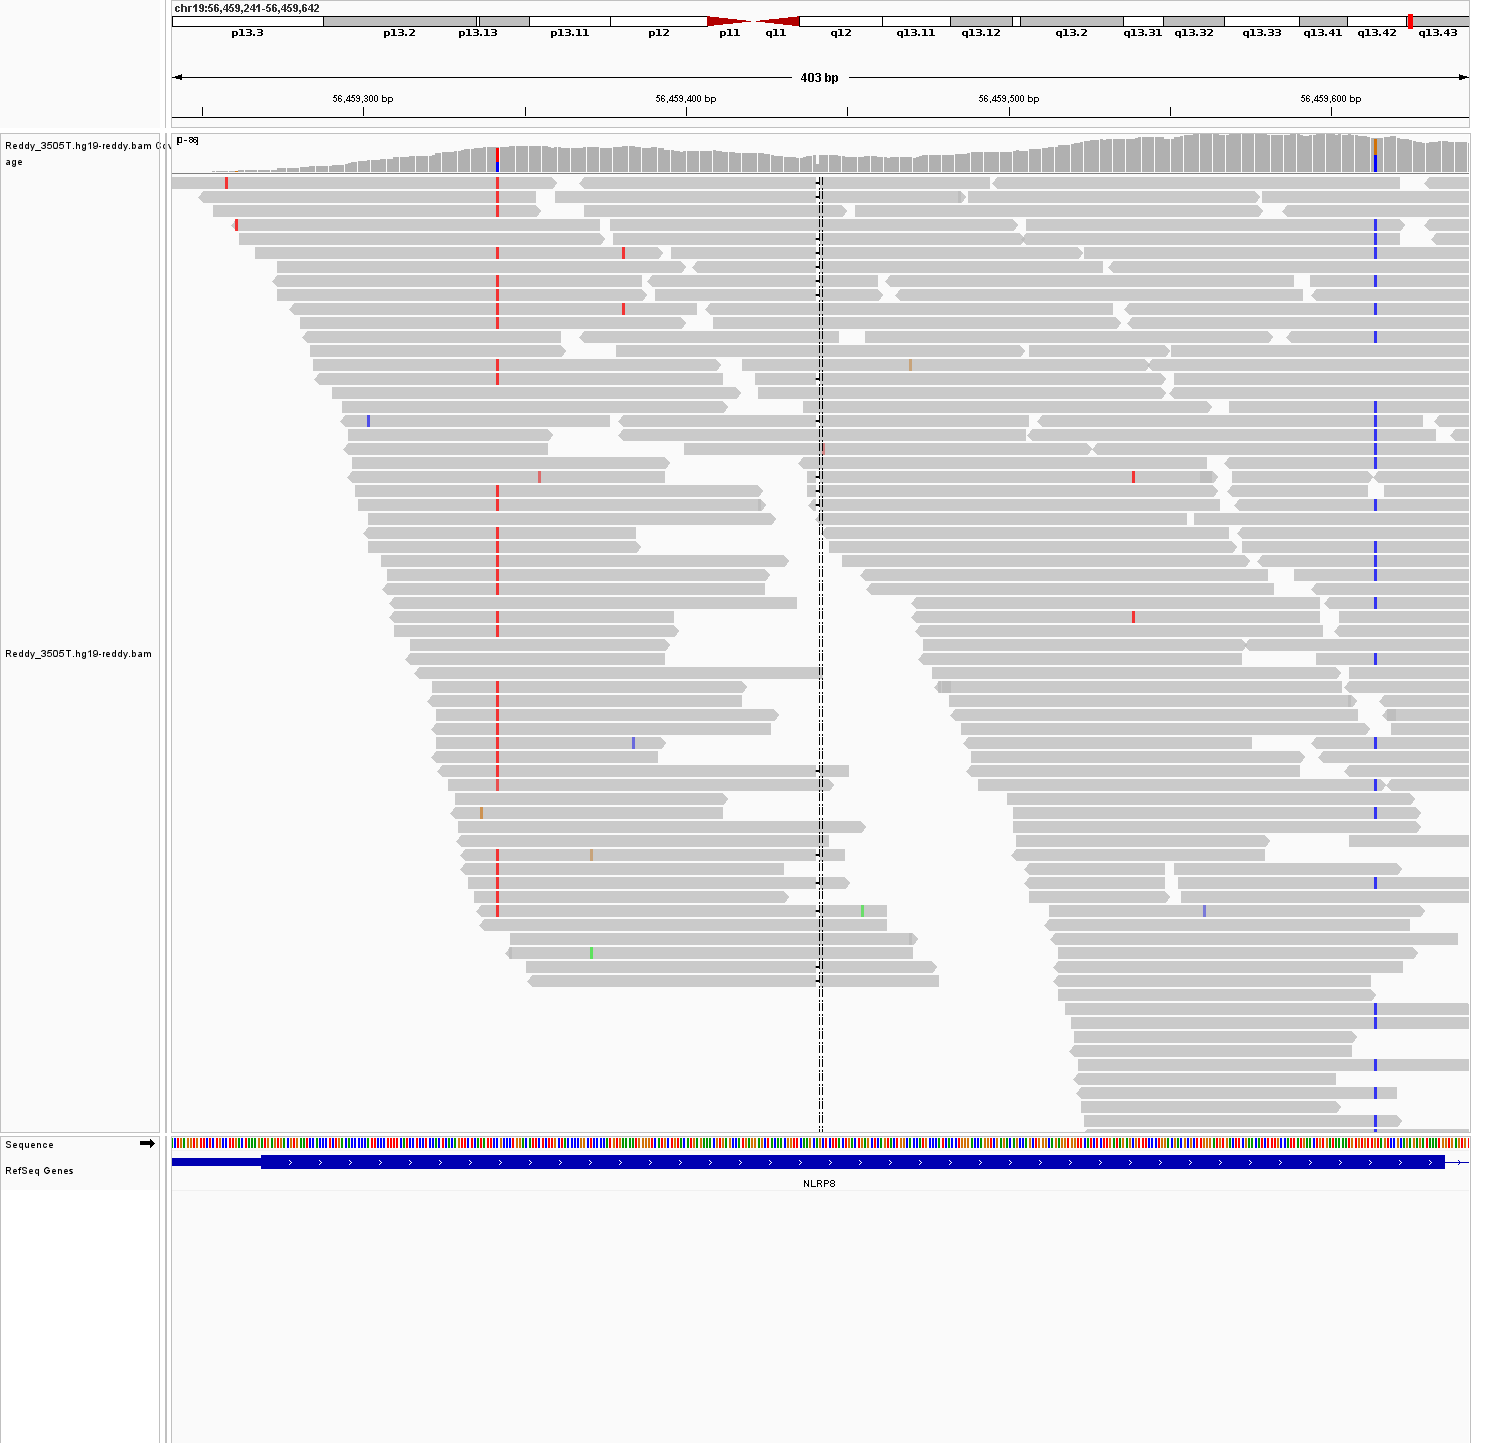 chr19:56,459,241-56,459,642
p13.3 p13.2 p13.13 p13.11 p12 p11 q11 q12 q13.11 q13.12 q13.2 q13.31 q13.32 q13.33 q13.41 q13.42 q13.43
403 bp
56,459,300 bp 56,459,400 bp 56,459,500 bp 56,459,600 bp
[0-86]
Reddy_3505T.hg19-reddy.bam Cov
age
Reddy_3505T.hg19-reddy.bam
Sequence
RefSeq Genes
NLRP8